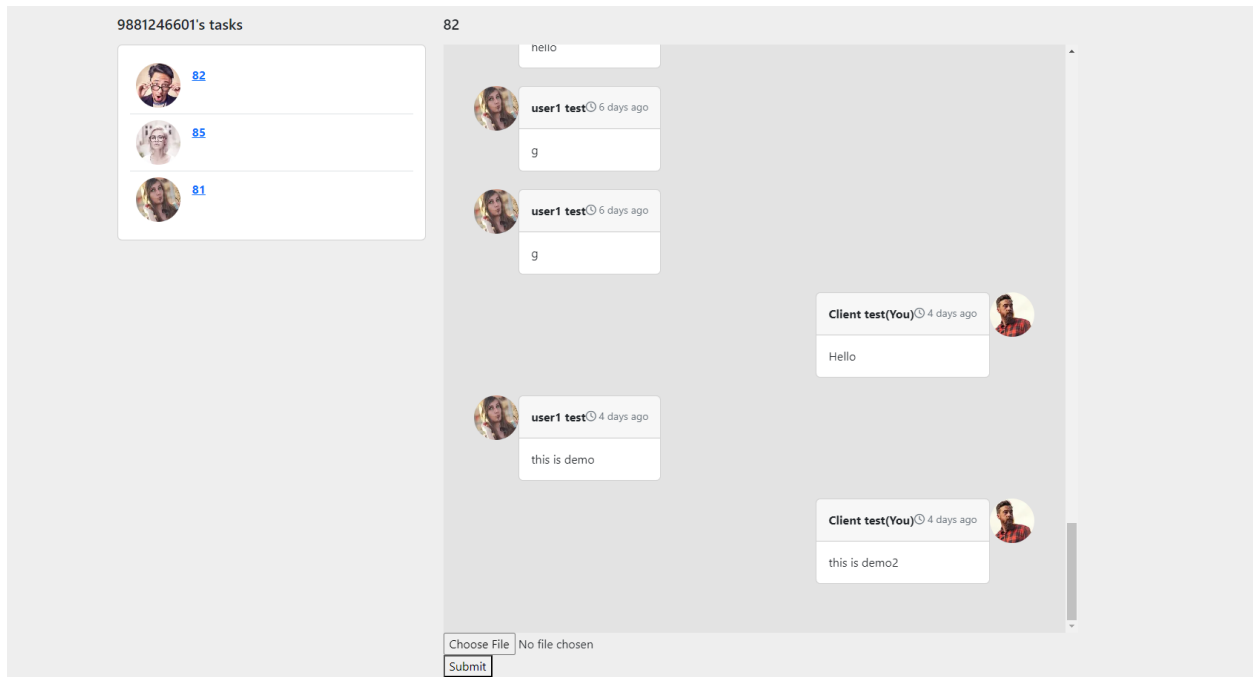 9881246601's tasks
82
85
81
82
hello
user1 test 6 days ago
g
user1 test 6 days ago
g
Client test(You) 4 days ago
Hello
user1 test 4 days ago
this is demo
Client test(You) 4 days ago
this is demo2
Choose File No file chosen
Submit